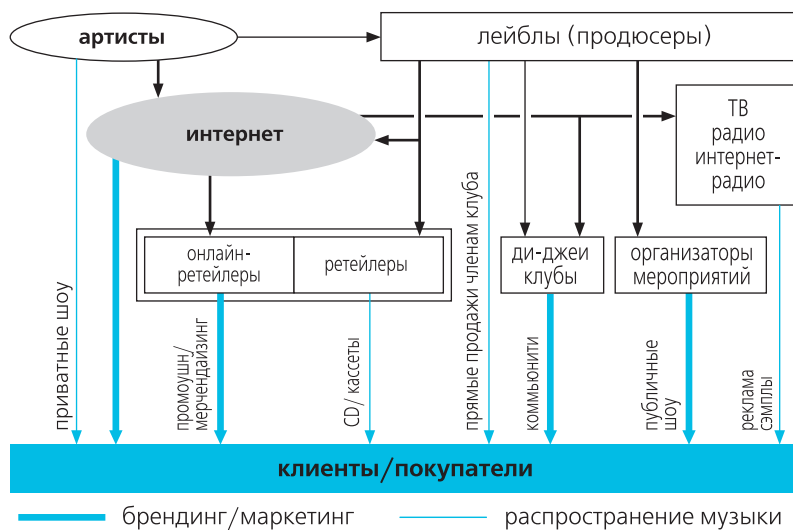 артисты
лейблы (продюсеры)
интернет
ТВ
радио
интернет-
радио
онлайн-
ретейлеры
ретейлеры
ди-джеи
клубы
организаторы
мероприятий
приватные шоу
промоушн/
мерчендайзинг
CD/ кассеты
прямые продажи членам клуба
коммьюнити
публичные
шоу
реклама
сэмплы
клиенты/покупатели
брендинг/маркетинг
распространение музыки